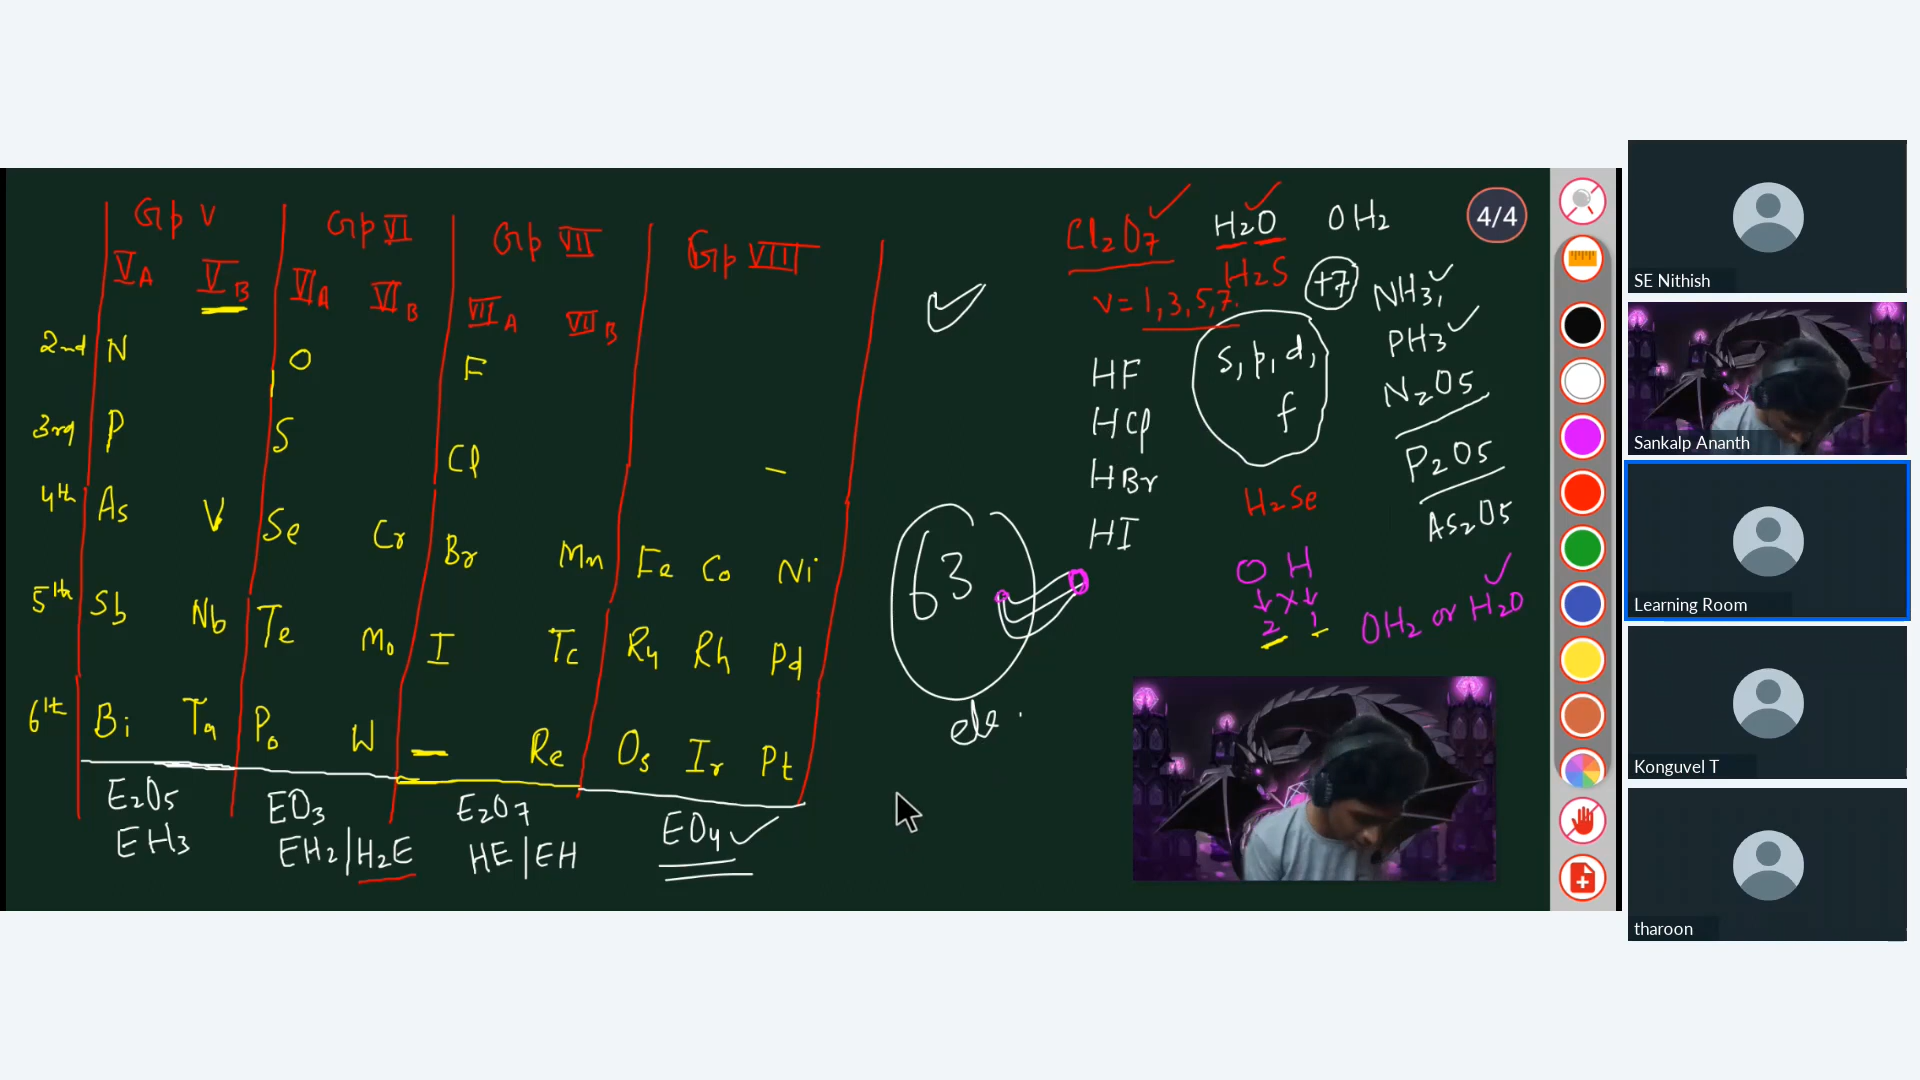 Gp V Gp VI Gp VII Gp VIII
VA VB VIA VIB VIIA VIIB
2nd N O F
3rd P S Cl –
4th As V Se Cr Br Mn Fe Co Ni
5th Sb Nb Te Mo I Tc Ru Rh Pd
6th Bi Ta Po W – Re Os Ir Pt
E2O5 EO3 E2O7 EO4 ✓
EH3 EH2|H2E HE|EH
✓
63
ele.
Cl2O7 ✓ H2O ✓ OH2
H2S
v = 1,3,5,7.
+7
NH3, ✓
PH3 ✓
N2O5
P2O5
As2O5
s, p, d,
f
HF
HCl
HBr
HI
H2Se
O H
2 1
OH2 or H2O ✓
4/4
SE Nithish
Sankalp Ananth
Learning Room
Konguvel T
tharoon